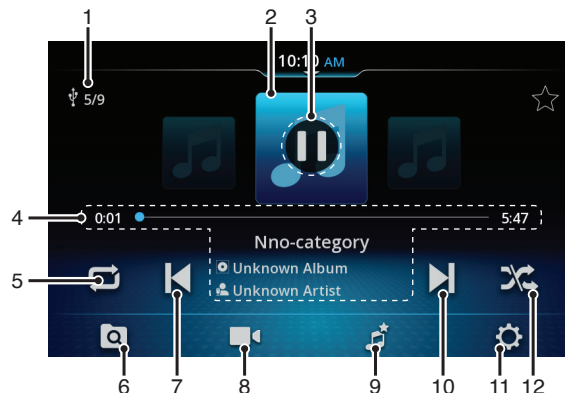 1 2 3
10:10 AM
5/9
4 0:01 5:47
Nno-category
5 Unknown Album
Unknown Artist
6 7 8 9 10 11 12